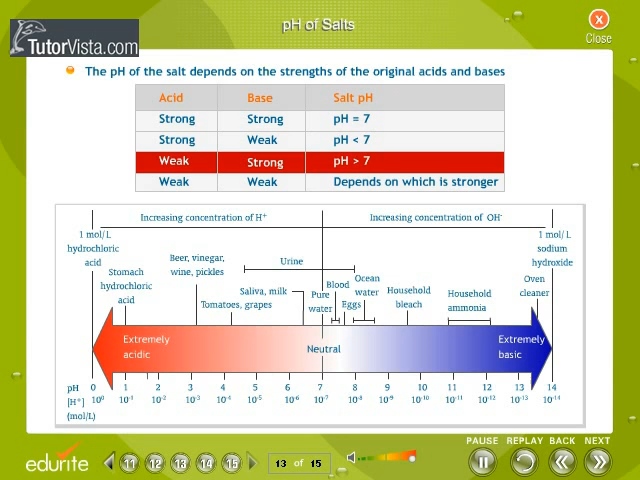 pH of Salts
TutorVista.com
Close
The pH of the salt depends on the strengths of the original acids and bases
Acid Base Salt pH
Strong Strong pH = 7
Strong Weak pH < 7
Weak Strong pH > 7
Weak Weak Depends on which is stronger
Increasing concentration of H⁺ Increasing concentration of OH⁻
1 mol/L
hydrochloric
acid
Stomach
hydrochloric
acid
Beer, vinegar,
wine, pickles
Tomatoes, grapes
Urine
Saliva, milk
Pure
water
Blood
Eggs
Ocean
water
Household
bleach
Household
ammonia
1 mol/L
sodium
hydroxide
Oven
cleaner
Extremely
acidic
Neutral
Extremely
basic
pH 0 1 2 3 4 5 6 7 8 9 10 11 12 13 14
[H⁺] 10⁰ 10⁻¹ 10⁻² 10⁻³ 10⁻⁴ 10⁻⁵ 10⁻⁶ 10⁻⁷ 10⁻⁸ 10⁻⁹ 10⁻¹⁰ 10⁻¹¹ 10⁻¹² 10⁻¹³ 10⁻¹⁴
(mol/L)
PAUSE REPLAY BACK NEXT
edurite 11 12 13 14 15 13 of 15